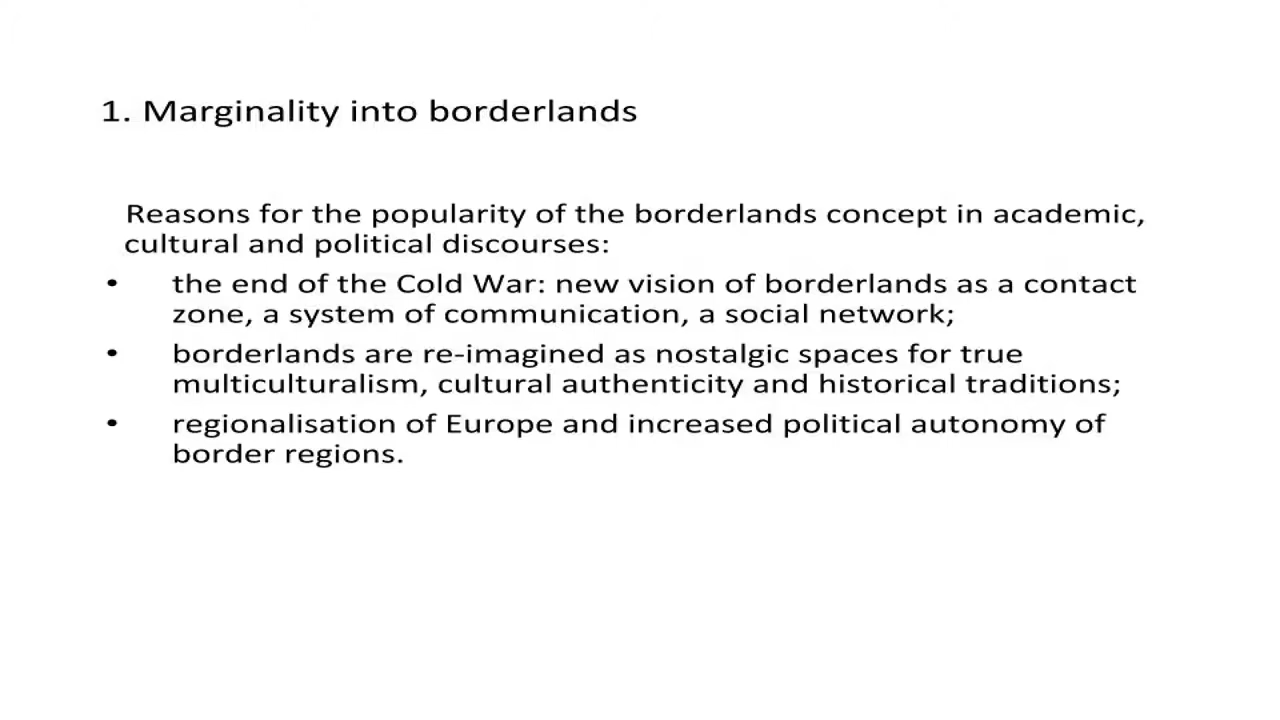 1. Marginality into borderlands
Reasons for the popularity of the borderlands concept in academic,
cultural and political discourses:
• the end of the Cold War: new vision of borderlands as a contact
zone, a system of communication, a social network;
• borderlands are re-imagined as nostalgic spaces for true
multiculturalism, cultural authenticity and historical traditions;
• regionalisation of Europe and increased political autonomy of
border regions.